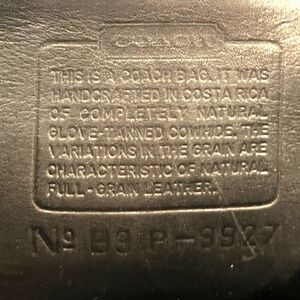 COACH
THIS IS A COACH BAG. IT WAS
HANDCRAFTED IN COSTA RICA
OF COMPLETELY NATURAL
GLOVE-TANNED COWHIDE. THE
VARIATIONS IN THE GRAIN ARE
CHARACTERISTIC OF NATURAL
FULL-GRAIN LEATHER.
No B9 P-9927